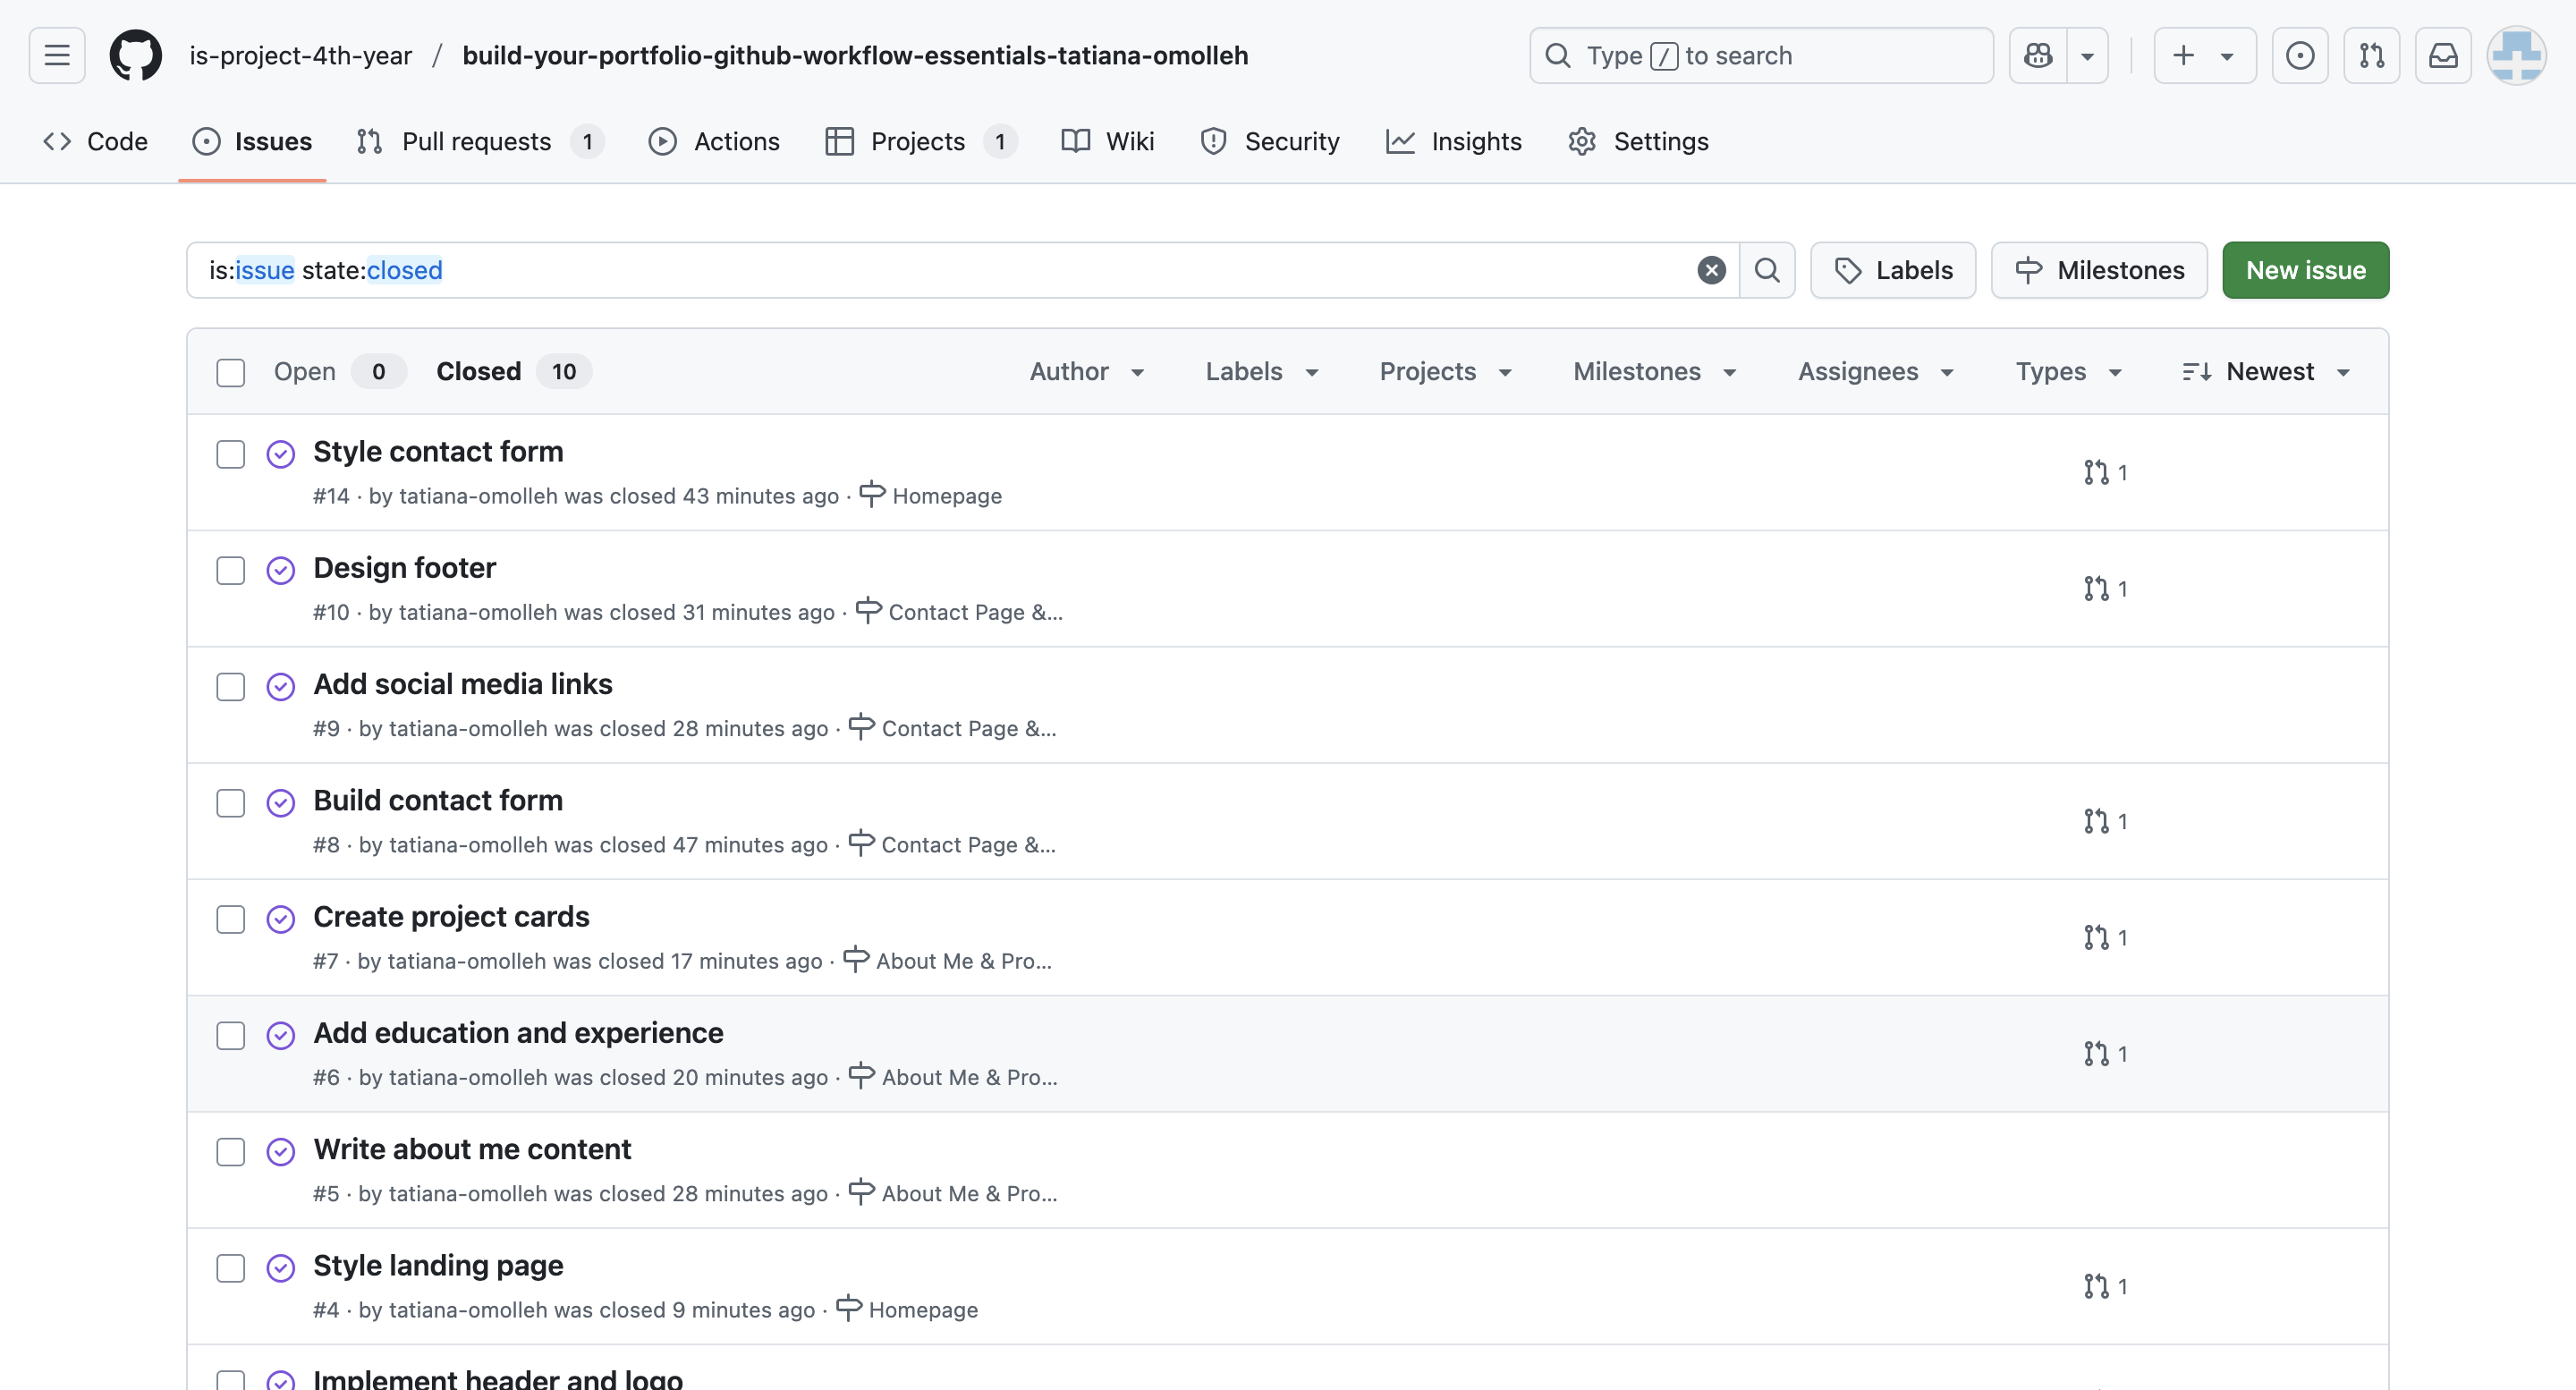 is-project-4th-year / build-your-portfolio-github-workflow-essentials-tatiana-omolleh
Type / to search
Code
Issues
Pull requests 1
Actions
Projects 1
Wiki
Security
Insights
Settings
is:issue state:closed
Labels
Milestones
New issue
Open 0
Closed 10
Author
Labels
Projects
Milestones
Assignees
Types
Newest
Style contact form
#14 · by tatiana-omolleh was closed 43 minutes ago · Homepage
1
Design footer
#10 · by tatiana-omolleh was closed 31 minutes ago · Contact Page &...
1
Add social media links
#9 · by tatiana-omolleh was closed 28 minutes ago · Contact Page &...
Build contact form
#8 · by tatiana-omolleh was closed 47 minutes ago · Contact Page &...
1
Create project cards
#7 · by tatiana-omolleh was closed 17 minutes ago · About Me & Pro...
1
Add education and experience
#6 · by tatiana-omolleh was closed 20 minutes ago · About Me & Pro...
1
Write about me content
#5 · by tatiana-omolleh was closed 28 minutes ago · About Me & Pro...
Style landing page
#4 · by tatiana-omolleh was closed 9 minutes ago · Homepage
1
Implement header and logo